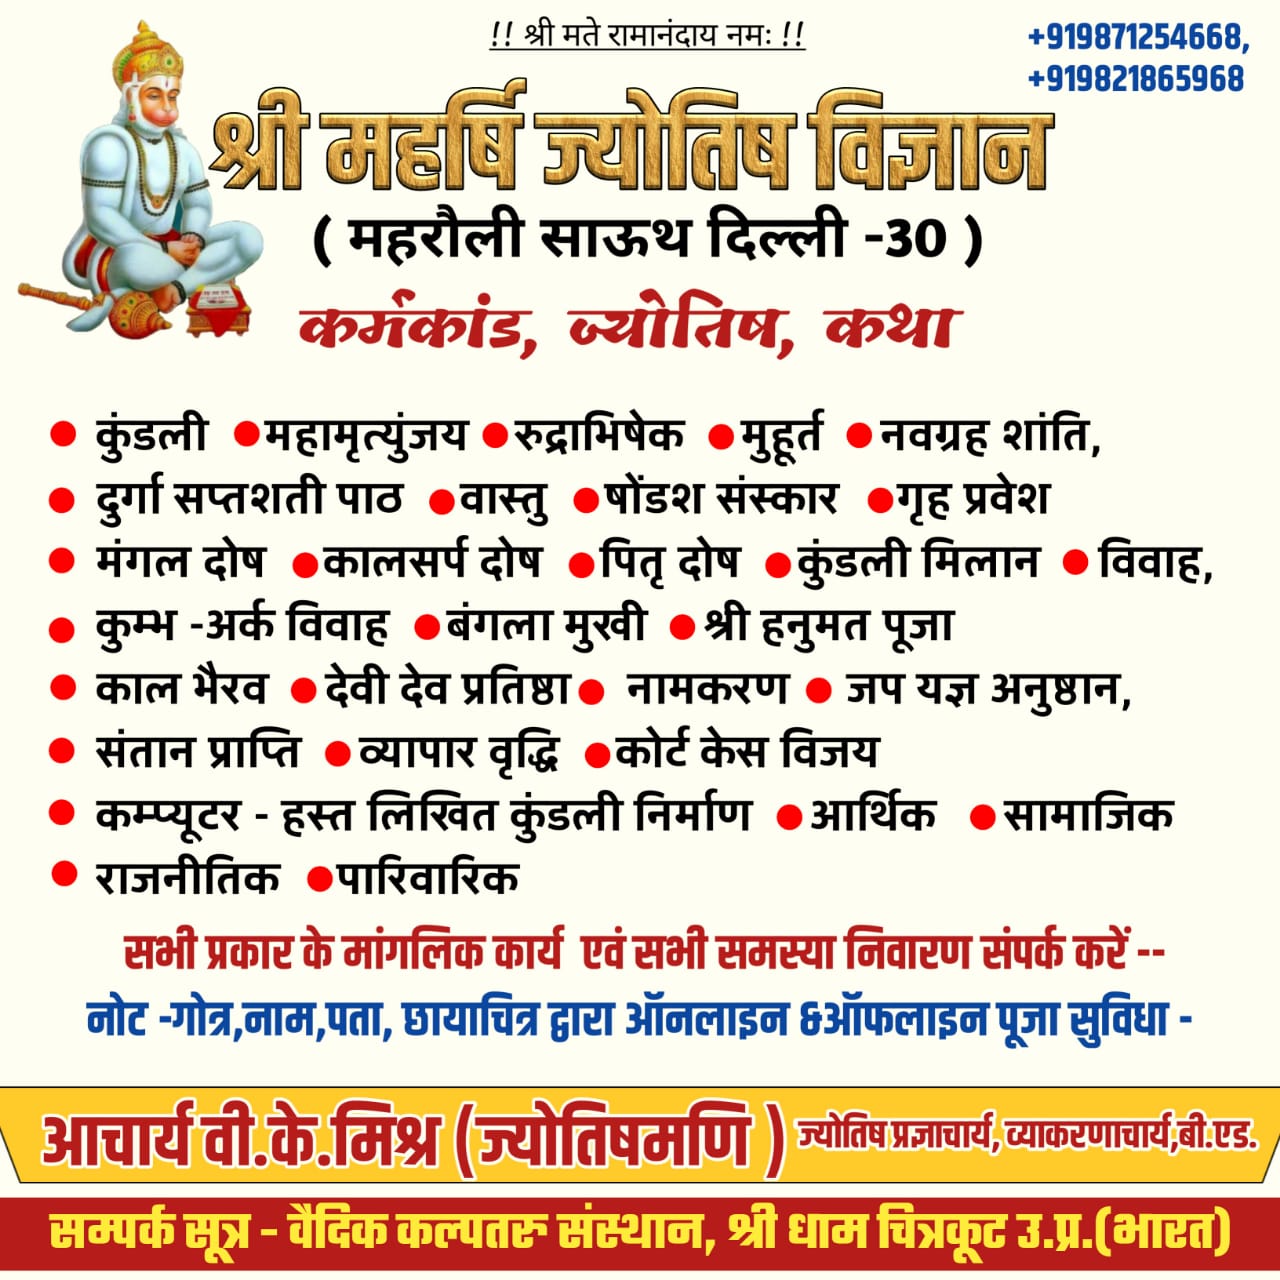 !! श्री मते रामानंदाय नमः !!
+919871254668,
+919821865968
श्री महर्षि ज्योतिष विज्ञान
( महरौली साऊथ दिल्ली -30 )
कर्मकांड, ज्योतिष, कथा
● कुंडली ●महामृत्युंजय ●रुद्राभिषेक ●मुहूर्त ●नवग्रह शांति,
● दुर्गा सप्तशती पाठ ●वास्तु ●षोंडश संस्कार ●गृह प्रवेश
● मंगल दोष ●कालसर्प दोष ●पितृ दोष ●कुंडली मिलान ● विवाह,
● कुम्भ -अर्क विवाह ●बंगला मुखी ●श्री हनुमत पूजा
● काल भैरव ●देवी देव प्रतिष्ठा● नामकरण ● जप यज्ञ अनुष्ठान,
● संतान प्राप्ति ●व्यापार वृद्धि ●कोर्ट केस विजय
● कम्प्यूटर - हस्त लिखित कुंडली निर्माण ●आर्थिक ●सामाजिक
● राजनीतिक ●पारिवारिक
सभी प्रकार के मांगलिक कार्य एवं सभी समस्या निवारण संपर्क करें --
नोट -गोत्र,नाम,पता, छायाचित्र द्वारा ऑनलाइन &ऑफलाइन पूजा सुविधा -
आचार्य वी.के.मिश्र (ज्योतिषमणि ) ज्योतिष प्रज्ञाचार्य, व्याकरणाचार्य,बी.एड.
सम्पर्क सूत्र - वैदिक कल्पतरु संस्थान, श्री धाम चित्रकूट उ.प्र.(भारत)